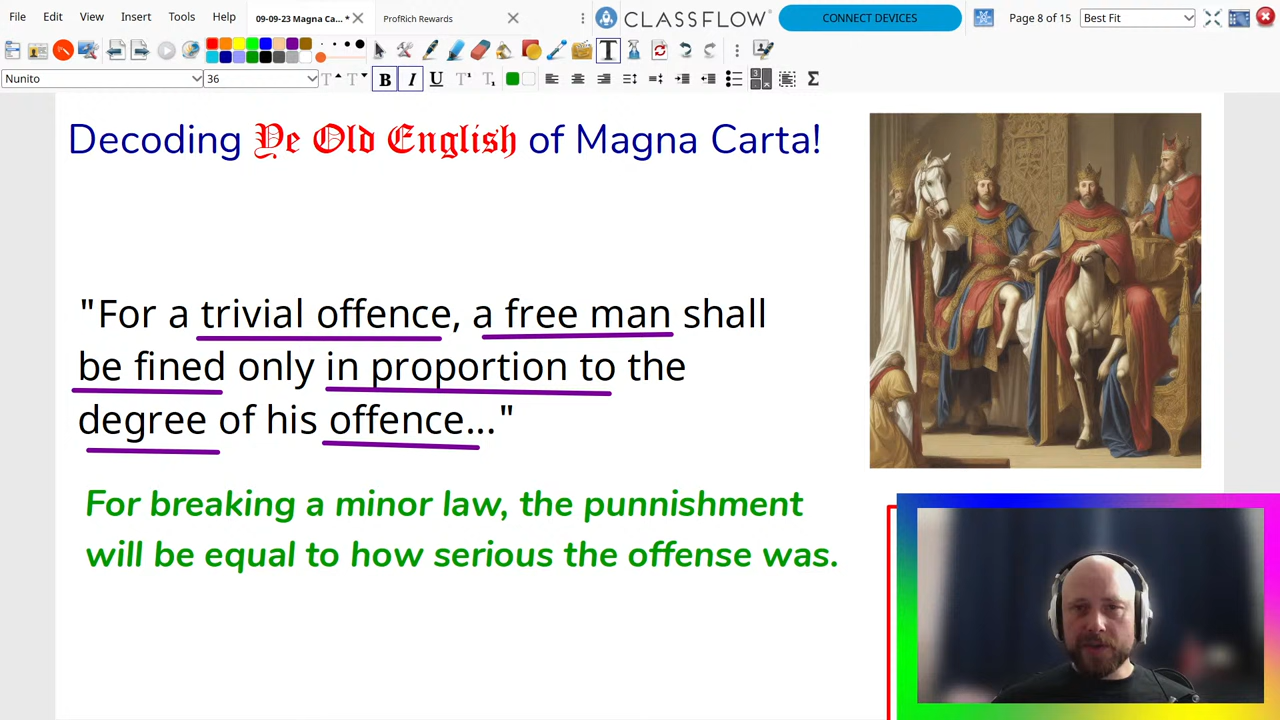 File Edit View Insert Tools Help 09-09-23 Magna Ca... * ProfRich Rewards CLASSFLOW CONNECT DEVICES Page 8 of 15 Best Fit
Nunito 36 B I U
Decoding Ye Old English of Magna Carta!
"For a trivial offence, a free man shall
be fined only in proportion to the
degree of his offence..."
For breaking a minor law, the punnishment
will be equal to how serious the offense was.